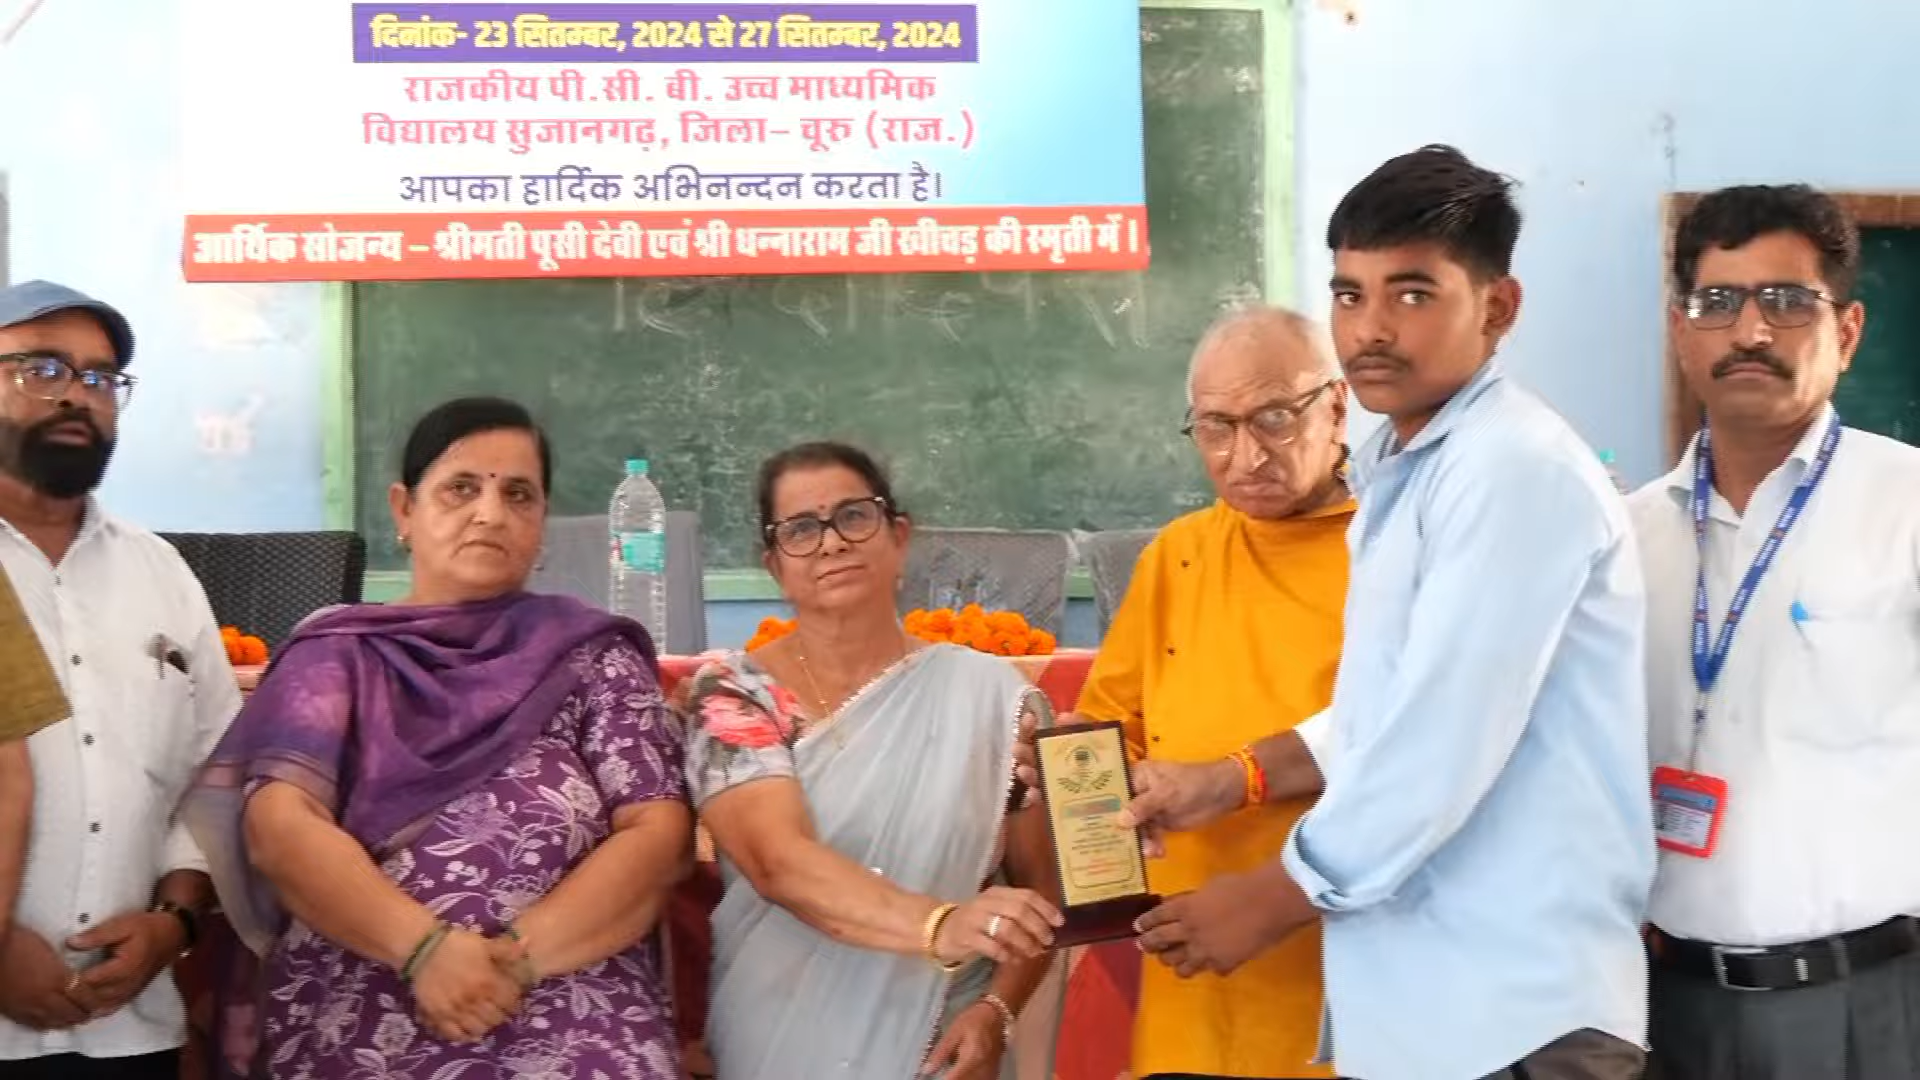 दिनांक- 23 सितम्बर, 2024 से 27 सितम्बर, 2024
राजकीय पी.सी. बी. उच्च माध्यमिक
विद्यालय सुजानगढ़, जिला– चूरु (राज.)
आपका हार्दिक अभिनन्दन करता है।
आर्थिक सोजन्य – श्रीमती पूसी देवी एवं श्री धन्नाराम जी खीचड़ की स्मृती में।